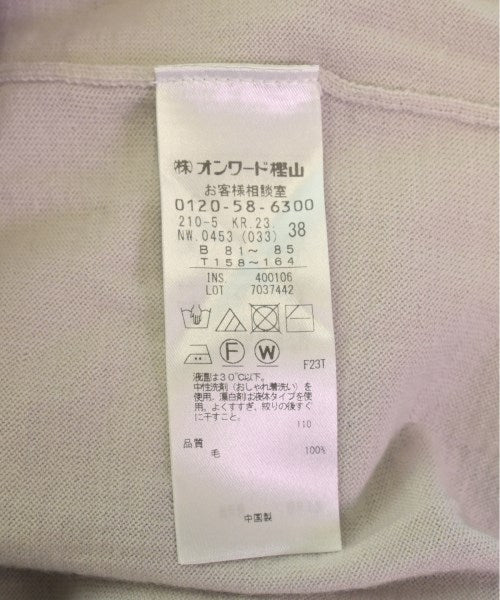 ㈱オンワード樫山
お客様相談室
0120-58-6300
210-5 KR.23.
NW.0453 (033) 38
B 81～ 85
T158～164
INS. 400106
LOT 7037442
F W
F23T
液温は30℃以下。
中性洗剤（おしゃれ着洗い）を
使用。漂白剤は液体タイプを使
用。よくすすぎ、絞りの後すぐ
に干すこと。
110
品質
毛 100%
中国製